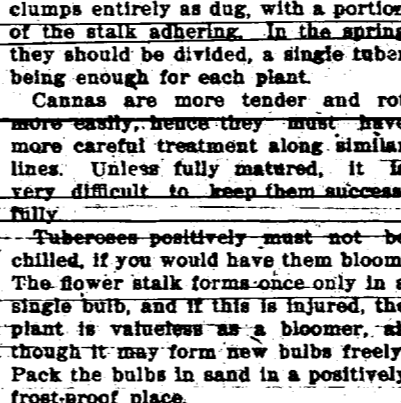 clumps entirely as dug, with a portion
of the stalk adhering. In the spring
they should be divided, a single tuber
being enough for each plant.
Cannas are more tender and rot
more easily, hence they must have
more careful treatment along similar
lines. Unless fully matured, it is
very difficult to keep them success
fully
Tuberoses positively must not be
chilled, if you would have them bloom
The flower stalk forms once only in a
single bulb, and if this is injured, the
plant is valueless as a bloomer, al
though it may form new bulbs freely
Pack the bulbs in sand in a positively
frost-proof place.